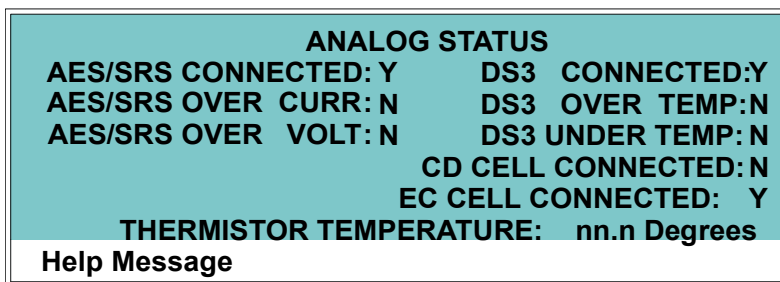 ANALOG STATUS
AES/SRS CONNECTED: Y DS3 CONNECTED:Y
AES/SRS OVER CURR: N DS3 OVER TEMP: N
AES/SRS OVER VOLT: N DS3 UNDER TEMP: N
CD CELL CONNECTED: N
EC CELL CONNECTED: Y
THERMISTOR TEMPERATURE: nn.n Degrees
Help Message